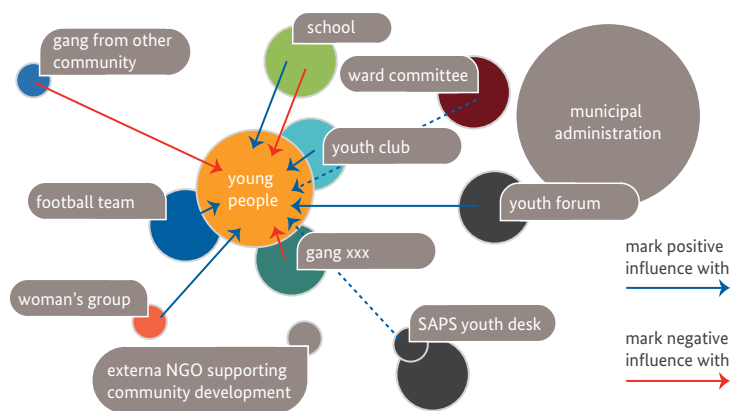 gang from other
community
school
ward committee
municipal
administration
youth club
young
people
football team
youth forum
gang xxx
mark positive
influence with
woman's group
SAPS youth desk
mark negative
influence with
externa NGO supporting
community development